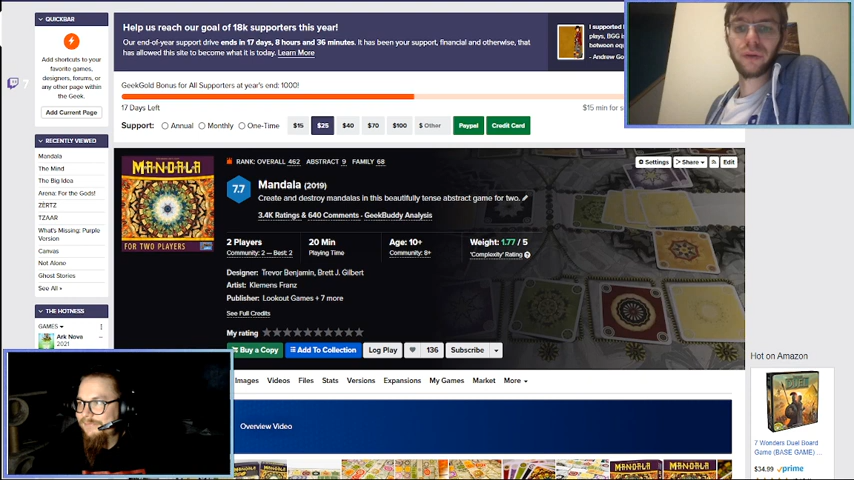 QUICKBAR
Add shortcuts to your
favorite games,
designers, forums, or
any other page within
the Geek.
Add Current Page
RECENTLY VIEWED
Mandala
The Mind
The Big Idea
Arena: For the Gods!
ZÈRTZ
TZAAR
What's Missing: Purple
Version
Canvas
Not Alone
Ghost Stories
See All
THE HOTNESS
GAMES
Ark Nova
2021
Help us reach our goal of 18k supporters this year!
Our end-of-year support drive ends in 17 days, 8 hours and 36 minutes. It has been your support, financial and otherwise, that
has allowed this site to become what it is today. Learn More
I supported
plays, BGG is
between eq
- Andrew Go
GeekGold Bonus for All Supporters at year's end: 1000!
17 Days Left
$15 min for
Support:
Annual
Monthly
One-Time
$15
$25
$40
$70
$100
$ Other
Paypal
Credit Card
MANDALA
FOR TWO PLAYERS
RANK: OVERALL 462 ABSTRACT 9 FAMILY 68
Settings
Share
Edit
7.7
Mandala (2019)
Create and destroy mandalas in this beautifully tense abstract game for two.
3.4K Ratings & 640 Comments · GeekBuddy Analysis
2 Players
Community: 2 — Best: 2
20 Min
Playing Time
Age: 10+
Community: 8+
Weight: 1.77 / 5
'Complexity' Rating
Designer: Trevor Benjamin, Brett J. Gilbert
Artist: Klemens Franz
Publisher: Lookout Games + 7 more
See Full Credits
My rating
Buy a Copy
Add To Collection
Log Play
136
Subscribe
Images
Videos
Files
Stats
Versions
Expansions
My Games
Market
More
Overview Video
MANDALA
MANDALA
Hot on Amazon
DUEL
7 Wonders Duel Board
Game (BASE GAME) ...
$34.99 prime